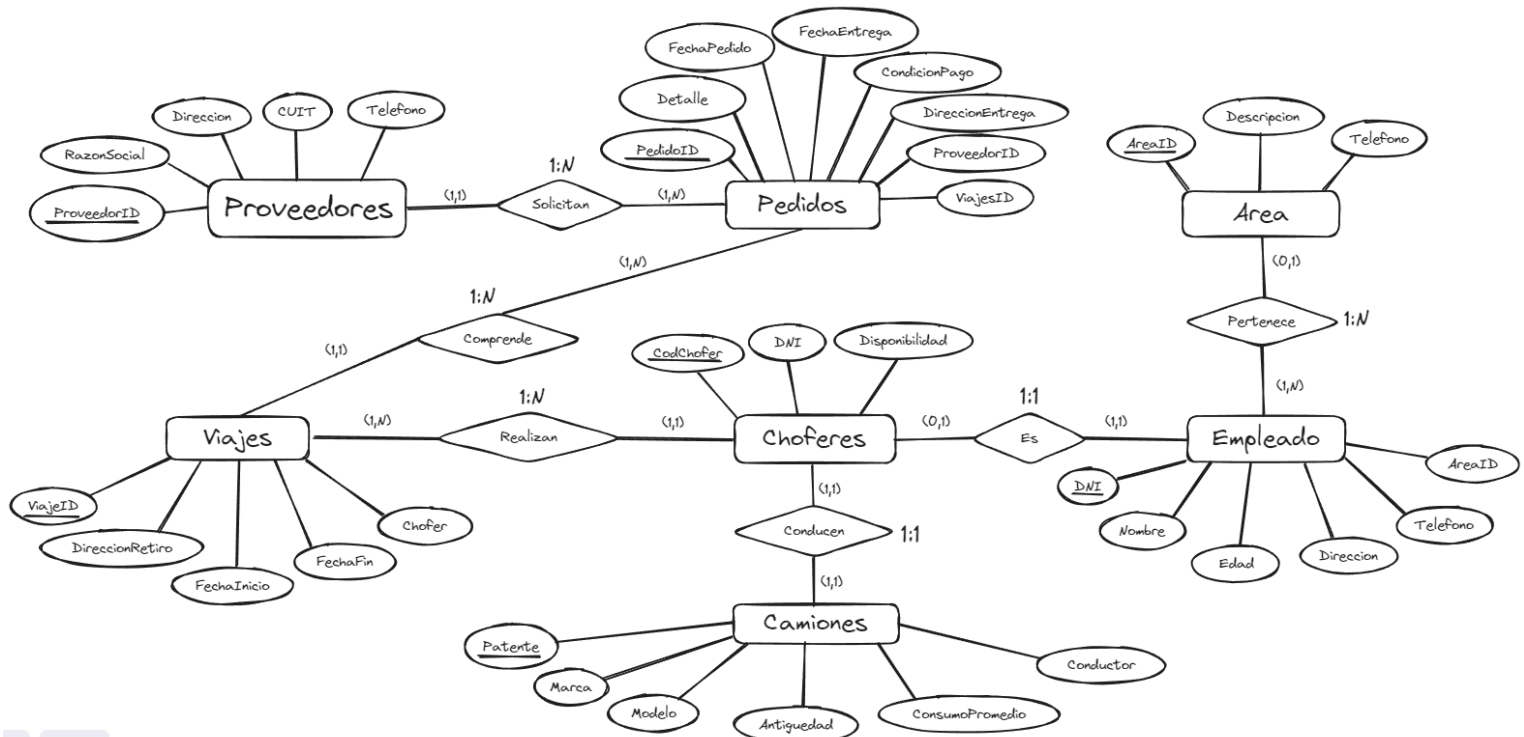 FechaPedido
FechaEntrega
CondicionPago
Detalle
DireccionEntrega
PedidoID
ProveedorID
ViajesID
Pedidos
Direccion
CUIT
Telefono
RazonSocial
ProveedorID
Proveedores
(1,1)
1:N
Solicitan
(1,N)
AreaID
Descripcion
Telefono
Area
(0,1)
Pertenece
1:N
(1,N)
(1,N)
1:N
Comprende
(1,1)
CodChofer
DNI
Disponibilidad
Viajes
(1,N)
1:N
Realizan
(1,1)
Choferes
(0,1)
1:1
Es
(1,1)
Empleado
ViajeID
DireccionRetiro
FechaInicio
FechaFin
Chofer
(1,1)
Conducen
1:1
(1,1)
DNI
Nombre
Edad
Direccion
Telefono
AreaID
Camiones
Patente
Marca
Modelo
Antiguedad
ConsumoPromedio
Conductor